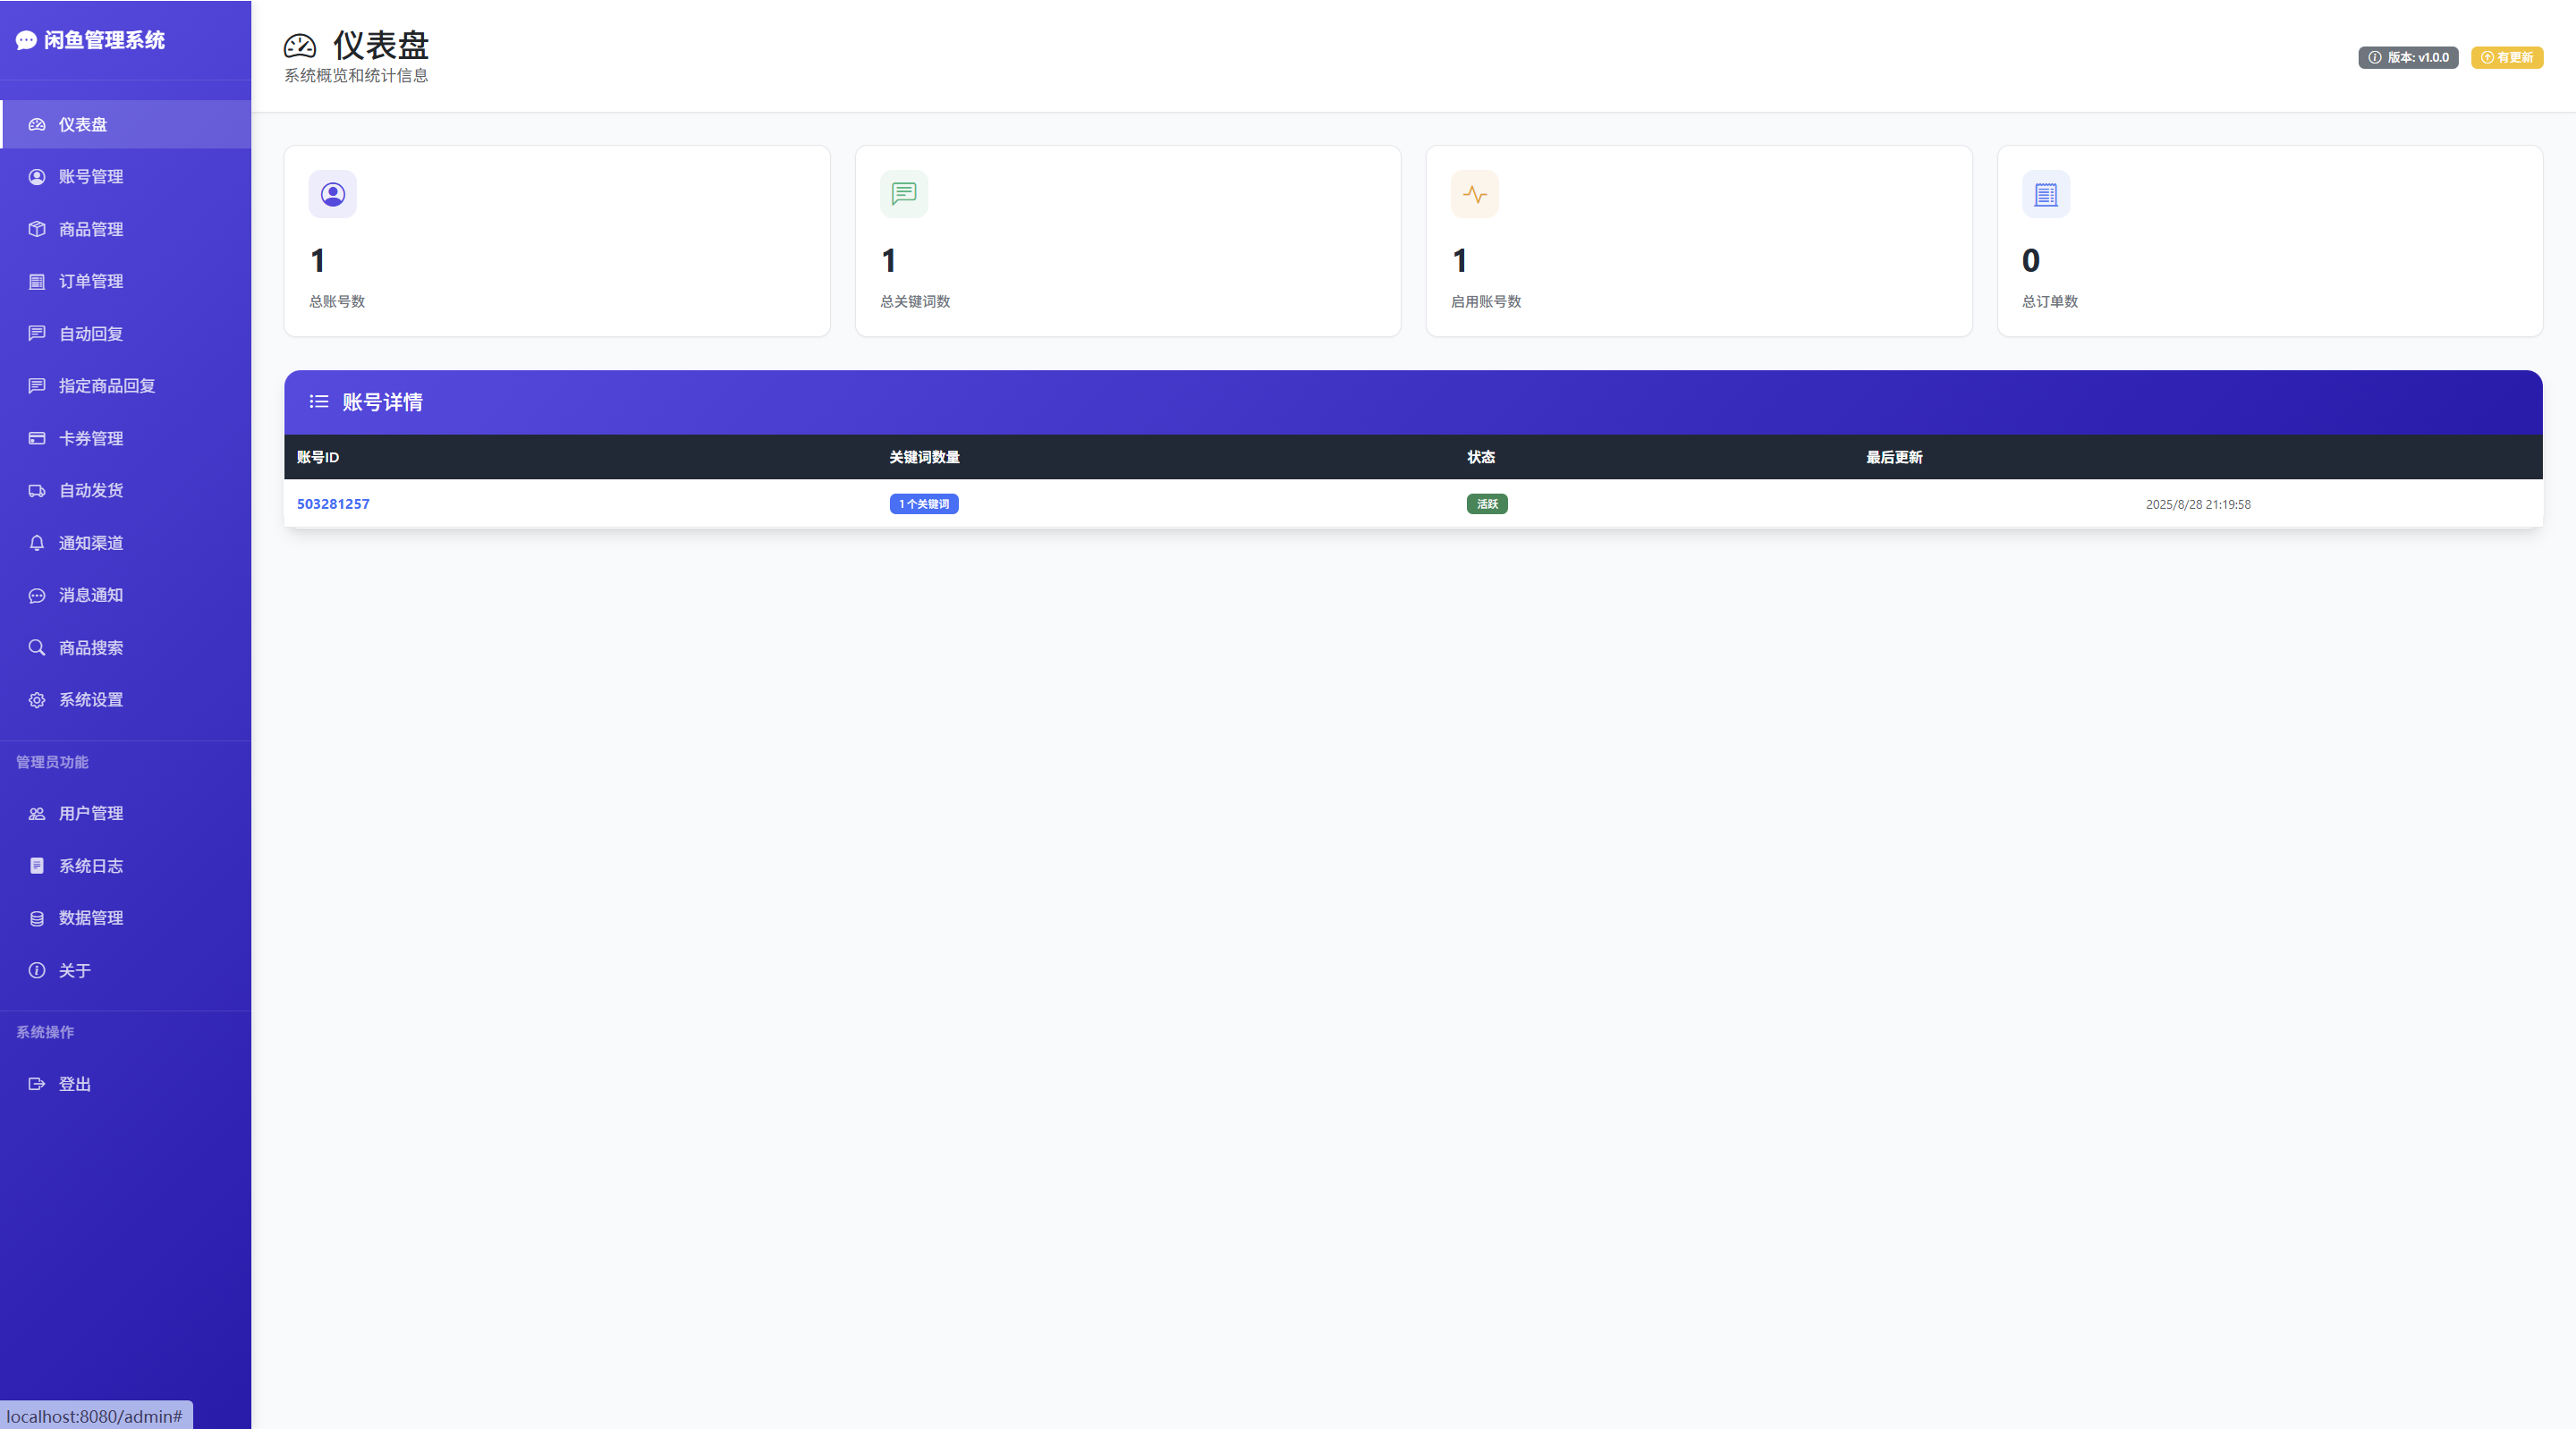 闲鱼管理系统
仪表盘
账号管理
商品管理
订单管理
自动回复
指定商品回复
卡券管理
自动发货
通知渠道
消息通知
商品搜索
系统设置
管理员功能
用户管理
系统日志
数据管理
关于
系统操作
登出
localhost:8080/admin#
仪表盘
系统概览和统计信息
版本: v1.0.0 有更新
1
总账号数
1
总关键词数
1
启用账号数
0
总订单数
账号详情
账号ID 关键词数量 状态 最后更新
503281257 1 个关键词 活跃 2025/8/28 21:19:58